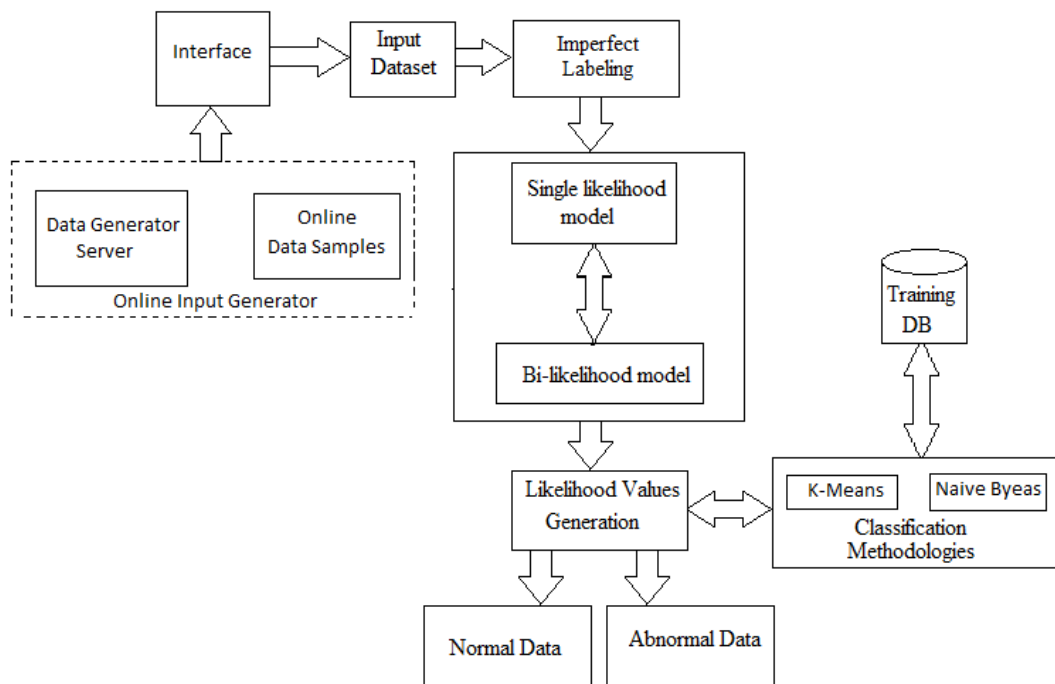 Interface
Input
Dataset
Imperfect
Labeling
Data Generator
Server
Online
Data Samples
Online Input Generator
Single likelihood
model
Bi-likelihood model
Training
DB
Likelihood Values
Generation
K-Means
Naive Byeas
Classification
Methodologies
Normal Data
Abnormal Data